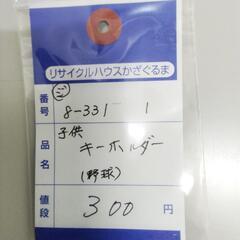 リサイクルハウスかざぐるま
番号 8-331 1
子供
品名 キーホルダー
(野球)
値段 300 円